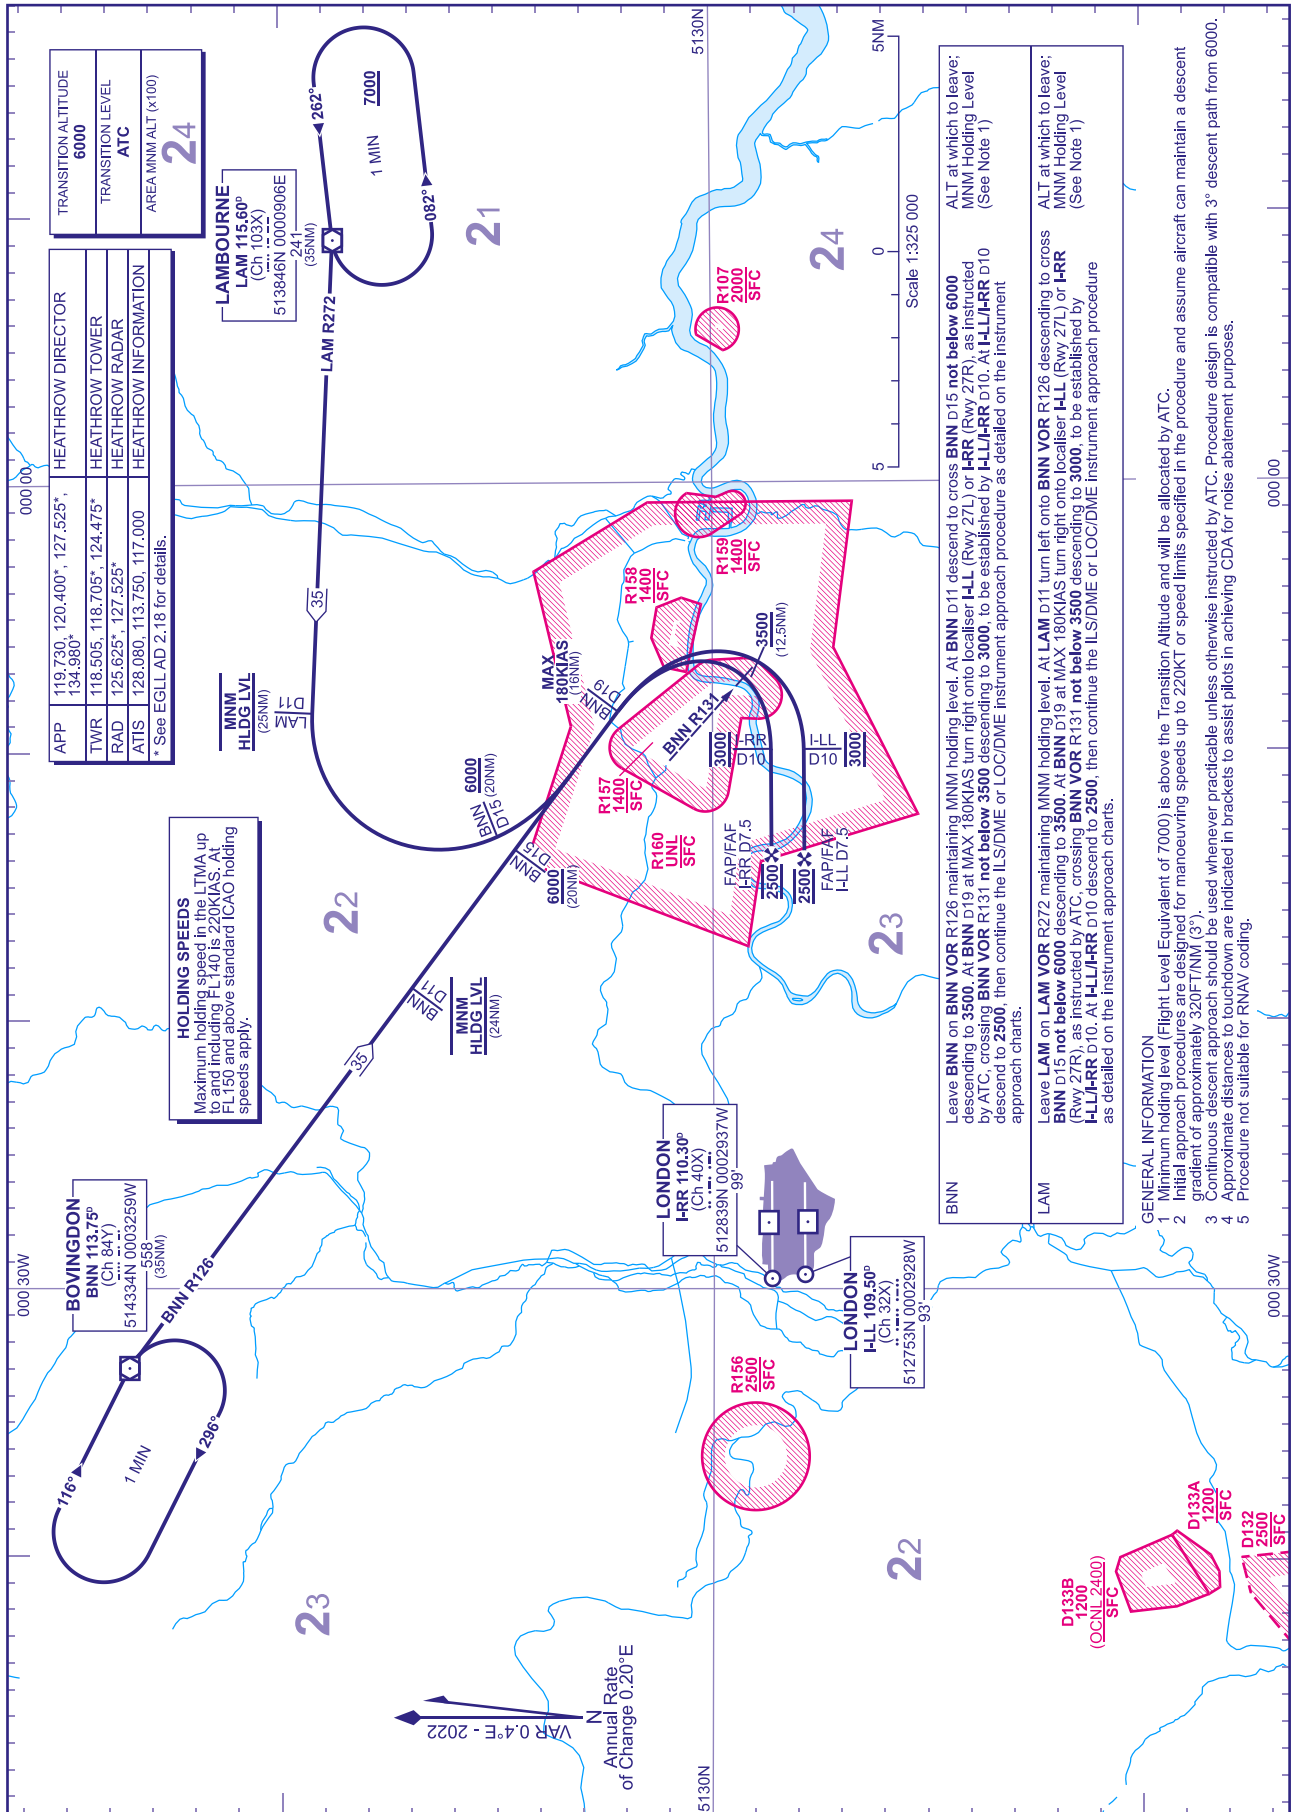 TRANSITION ALTITUDE
6000
TRANSITION LEVEL
ATC
AREA MNM ALT (x100)
24
APP 119.730, 120.400*, 127.525*, HEATHROW DIRECTOR
134.980*
TWR 118.505, 118.705*, 124.475* HEATHROW TOWER
RAD 125.625*, 127.525* HEATHROW RADAR
ATIS 128.080, 113.750, 117.000 HEATHROW INFORMATION
* See EGLL AD 2.18 for details.
HOLDING SPEEDS
Maximum holding speed in the LTMA up
to and including FL140 is 220KIAS. At
FL150 and above standard ICAO holding
speeds apply.
000 30W
000 00
BOVINGDON
BNN 113.75ᴰ
(Ch 84Y)
514334N 0003259W
558
(35NM)
116°
296°
1 MIN
BNN R126
35
BNN
D11
MNM
HLDG LVL
(24NM)
BNN
D15
6000
(20NM)
LAMBOURNE
LAM 115.60ᴰ
(Ch 103X)
513846N 0000906E
241
(35NM)
262°
082°
1 MIN
7000
LAM R272
35
LAM
D11
MNM
HLDG LVL
(25NM)
BNN
D15
6000
(20NM)
BNN
D19
MAX
180KIAS
(16NM)
BNN R131
3500
(12.5NM)
3000
I-RR
D10
I-LL
D10
3000
FAP/FAF
I-RR D7.5
2500
2500
FAP/FAF
I-LL D7.5
R157
1400
SFC
R158
1400
SFC
R159
1400
SFC
R160
UNL
SFC
R107
2000
SFC
R156
2500
SFC
D133B
1200
(OCNL 2400)
SFC
D133A
1200
SFC
D132
2500
SFC
LONDON
I-RR 110.30ᴰ
(Ch 40X)
512839N 0002937W
99'
LONDON
I-LL 109.50ᴰ
(Ch 32X)
512753N 0002928W
93'
22
21
23
23
24
22
5130N
5130N
VAR 0.4°E - 2022
N
Annual Rate
of Change 0.20°E
5
0
5NM
Scale 1:325 000
BNN
Leave BNN on BNN VOR R126 maintaining MNM holding level. At BNN D11 descend to cross BNN D15 not below 6000
descending to 3500. At BNN D19 at MAX 180KIAS turn right onto localiser I-LL (Rwy 27L) or I-RR (Rwy 27R), as instructed
by ATC, crossing BNN VOR R131 not below 3500 descending to 3000, to be established by I-LL/I-RR D10. At I-LL/I-RR D10
descend to 2500, then continue the ILS/DME or LOC/DME instrument approach procedure as detailed on the instrument
approach charts.
ALT at which to leave;
MNM Holding Level
(See Note 1)
LAM
Leave LAM on LAM VOR R272 maintaining MNM holding level. At LAM D11 turn left onto BNN VOR R126 descending to cross
BNN D15 not below 6000 descending to 3500. At BNN D19 at MAX 180KIAS turn right onto localiser I-LL (Rwy 27L) or I-RR
(Rwy 27R), as instructed by ATC, crossing BNN VOR R131 not below 3500 descending to 3000, to be established by
I-LL/I-RR D10. At I-LL/I-RR D10 descend to 2500, then continue the ILS/DME or LOC/DME instrument approach procedure
as detailed on the instrument approach charts.
ALT at which to leave;
MNM Holding Level
(See Note 1)
GENERAL INFORMATION
1 Minimum holding level (Flight Level Equivalent of 7000) is above the Transition Altitude and will be allocated by ATC.
2 Initial approach procedures are designed for manoeuvring speeds up to 220KT or speed limits specified in the procedure and assume aircraft can maintain a descent
gradient of approximately 320FT/NM (3°).
3 Continuous descent approach should be used whenever practicable unless otherwise instructed by ATC. Procedure design is compatible with 3° descent path from 6000.
4 Approximate distances to touchdown are indicated in brackets to assist pilots in achieving CDA for noise abatement purposes.
5 Procedure not suitable for RNAV coding.
000 30W
000 00